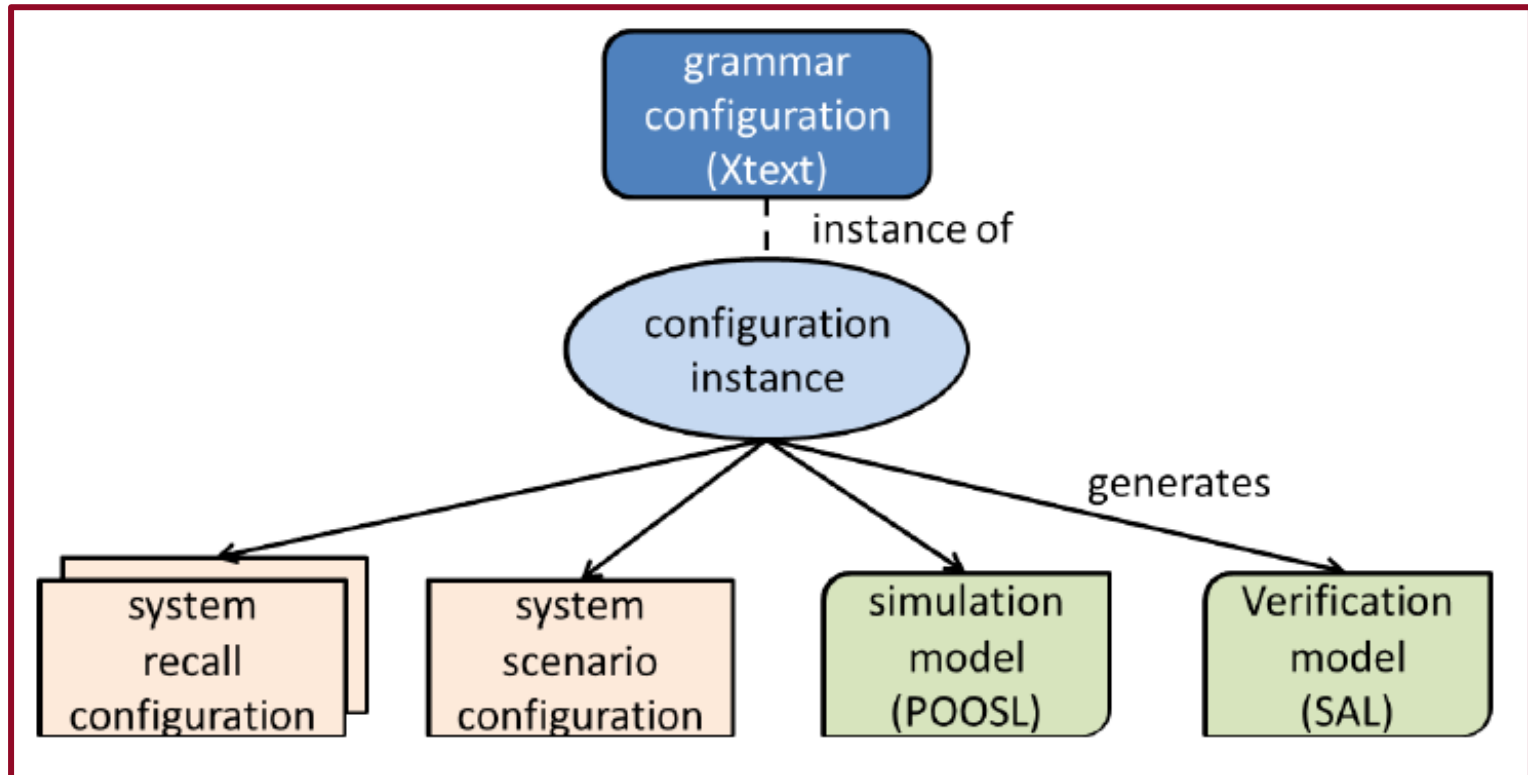 grammar
configuration
(Xtext)
instance of
configuration
instance
generates
system
recall
configuration
system
scenario
configuration
simulation
model
(POOSL)
Verification
model
(SAL)